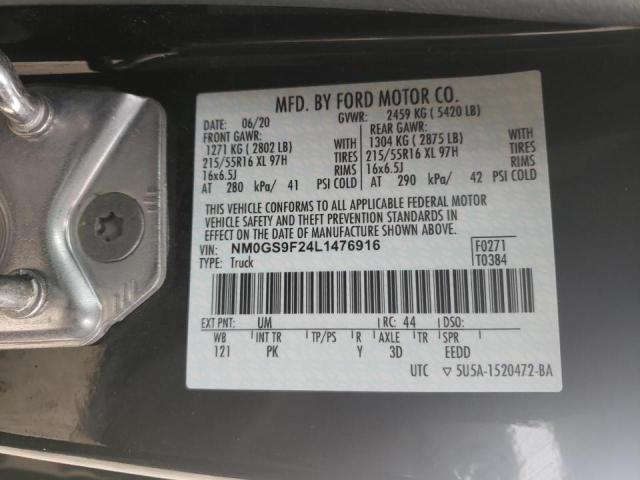 MFD. BY FORD MOTOR CO.
DATE: 06/20 GVWR: 2459 KG ( 5420 LB)
FRONT GAWR: REAR GAWR:
1271 KG ( 2802 LB) 1304 KG ( 2875 LB)
215/55R16 XL 97H TIRES 215/55R16 XL 97H TIRES
16x6.5J RIMS 16x6.5J RIMS
AT 280 kPa/ 41 PSI COLD AT 290 kPa/ 42 PSI COLD
THIS VEHICLE CONFORMS TO ALL APPLICABLE FEDERAL MOTOR
VEHICLE SAFETY AND THEFT PREVENTION STANDARDS IN
EFFECT ON THE DATE OF MANUFACTURE SHOWN ABOVE.
VIN: NM0GS9F24L1476916 F0271
TYPE: Truck T0384
EXT PNT: UM RC: 44 DSO:
WB INT TR TP/PS R AXLE TR SPR
121 PK Y 3D EEDD
UTC ▽ 5U5A-1520472-BA